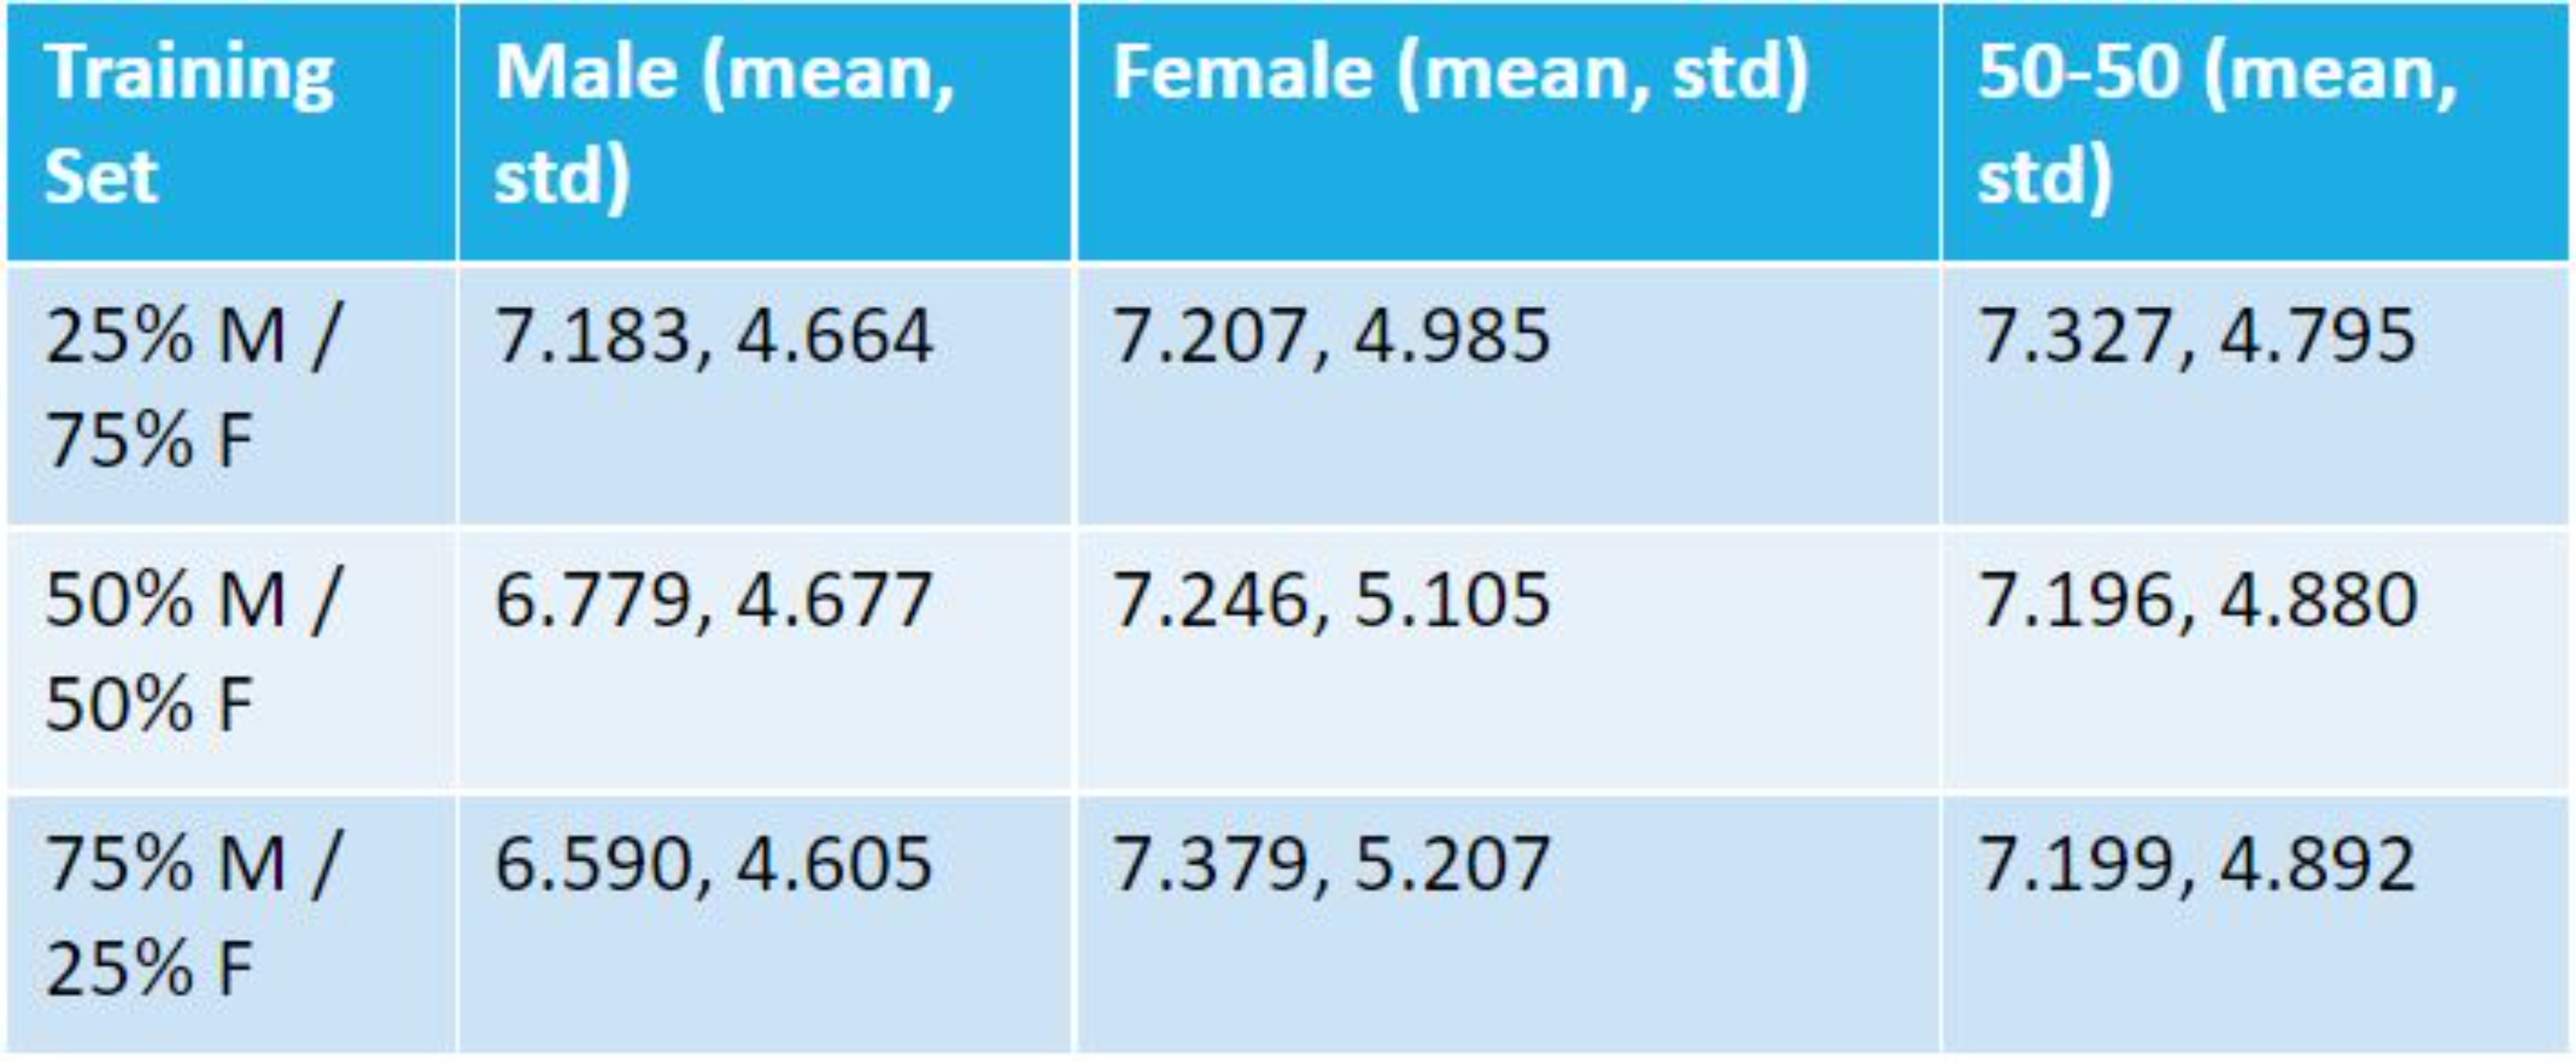 Training Set
Male (mean, std)
Female (mean, std)
50-50 (mean, std)
25% M / 75% F
7.183, 4.664
7.207, 4.985
7.327, 4.795
50% M / 50% F
6.779, 4.677
7.246, 5.105
7.196, 4.880
75% M / 25% F
6.590, 4.605
7.379, 5.207
7.199, 4.892